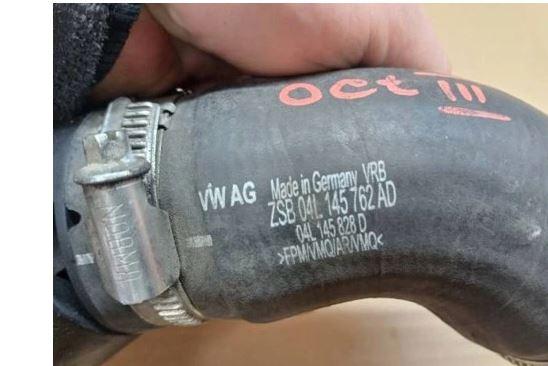 OCT III
VW AG Made in Germany VRB
ZSB 04L 145 762 AD
04L 145 828 D
>FPM/VMQ/AR/VMQ<